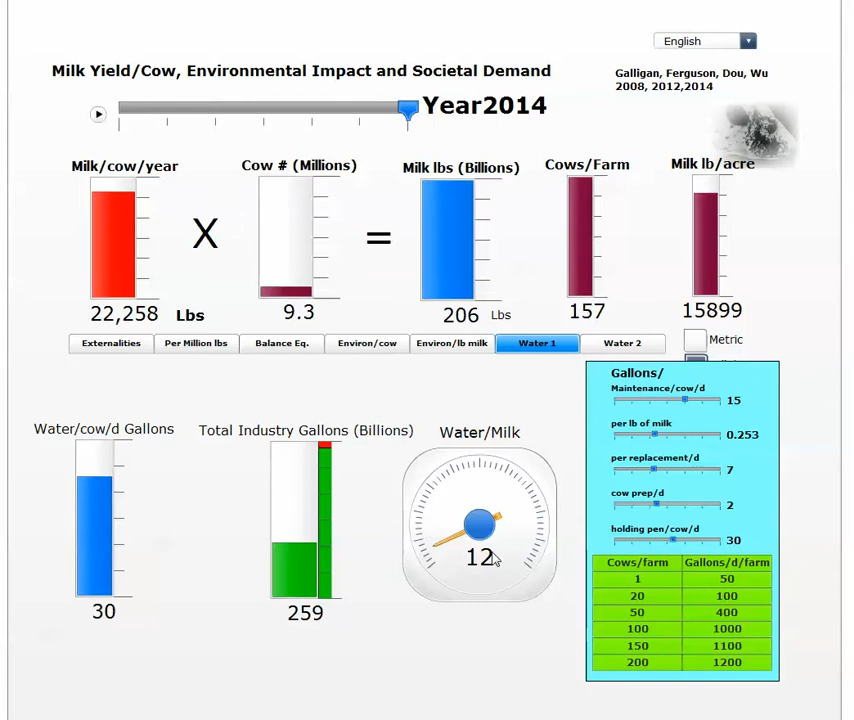 English
Milk Yield/Cow, Environmental Impact and Societal Demand
Galligan, Ferguson, Dou, Wu
2008, 2012,2014
Year2014
Milk/cow/year
Cow # (Millions)
Milk lbs (Billions)
Cows/Farm
Milk lb/acre
X
=
22,258 Lbs
9.3
206 Lbs
157
15899
Externalities
Per Million lbs
Balance Eq.
Environ/cow
Environ/lb milk
Water 1
Water 2
Metric
Gallons/
Maintenance/cow/d
15
per lb of milk
0.253
per replacement/d
7
cow prep/d
2
holding pen/cow/d
30
Water/cow/d Gallons
Total Industry Gallons (Billions)
Water/Milk
30
259
12
Cows/farm Gallons/d/farm
1 50
20 100
50 400
100 1000
150 1100
200 1200